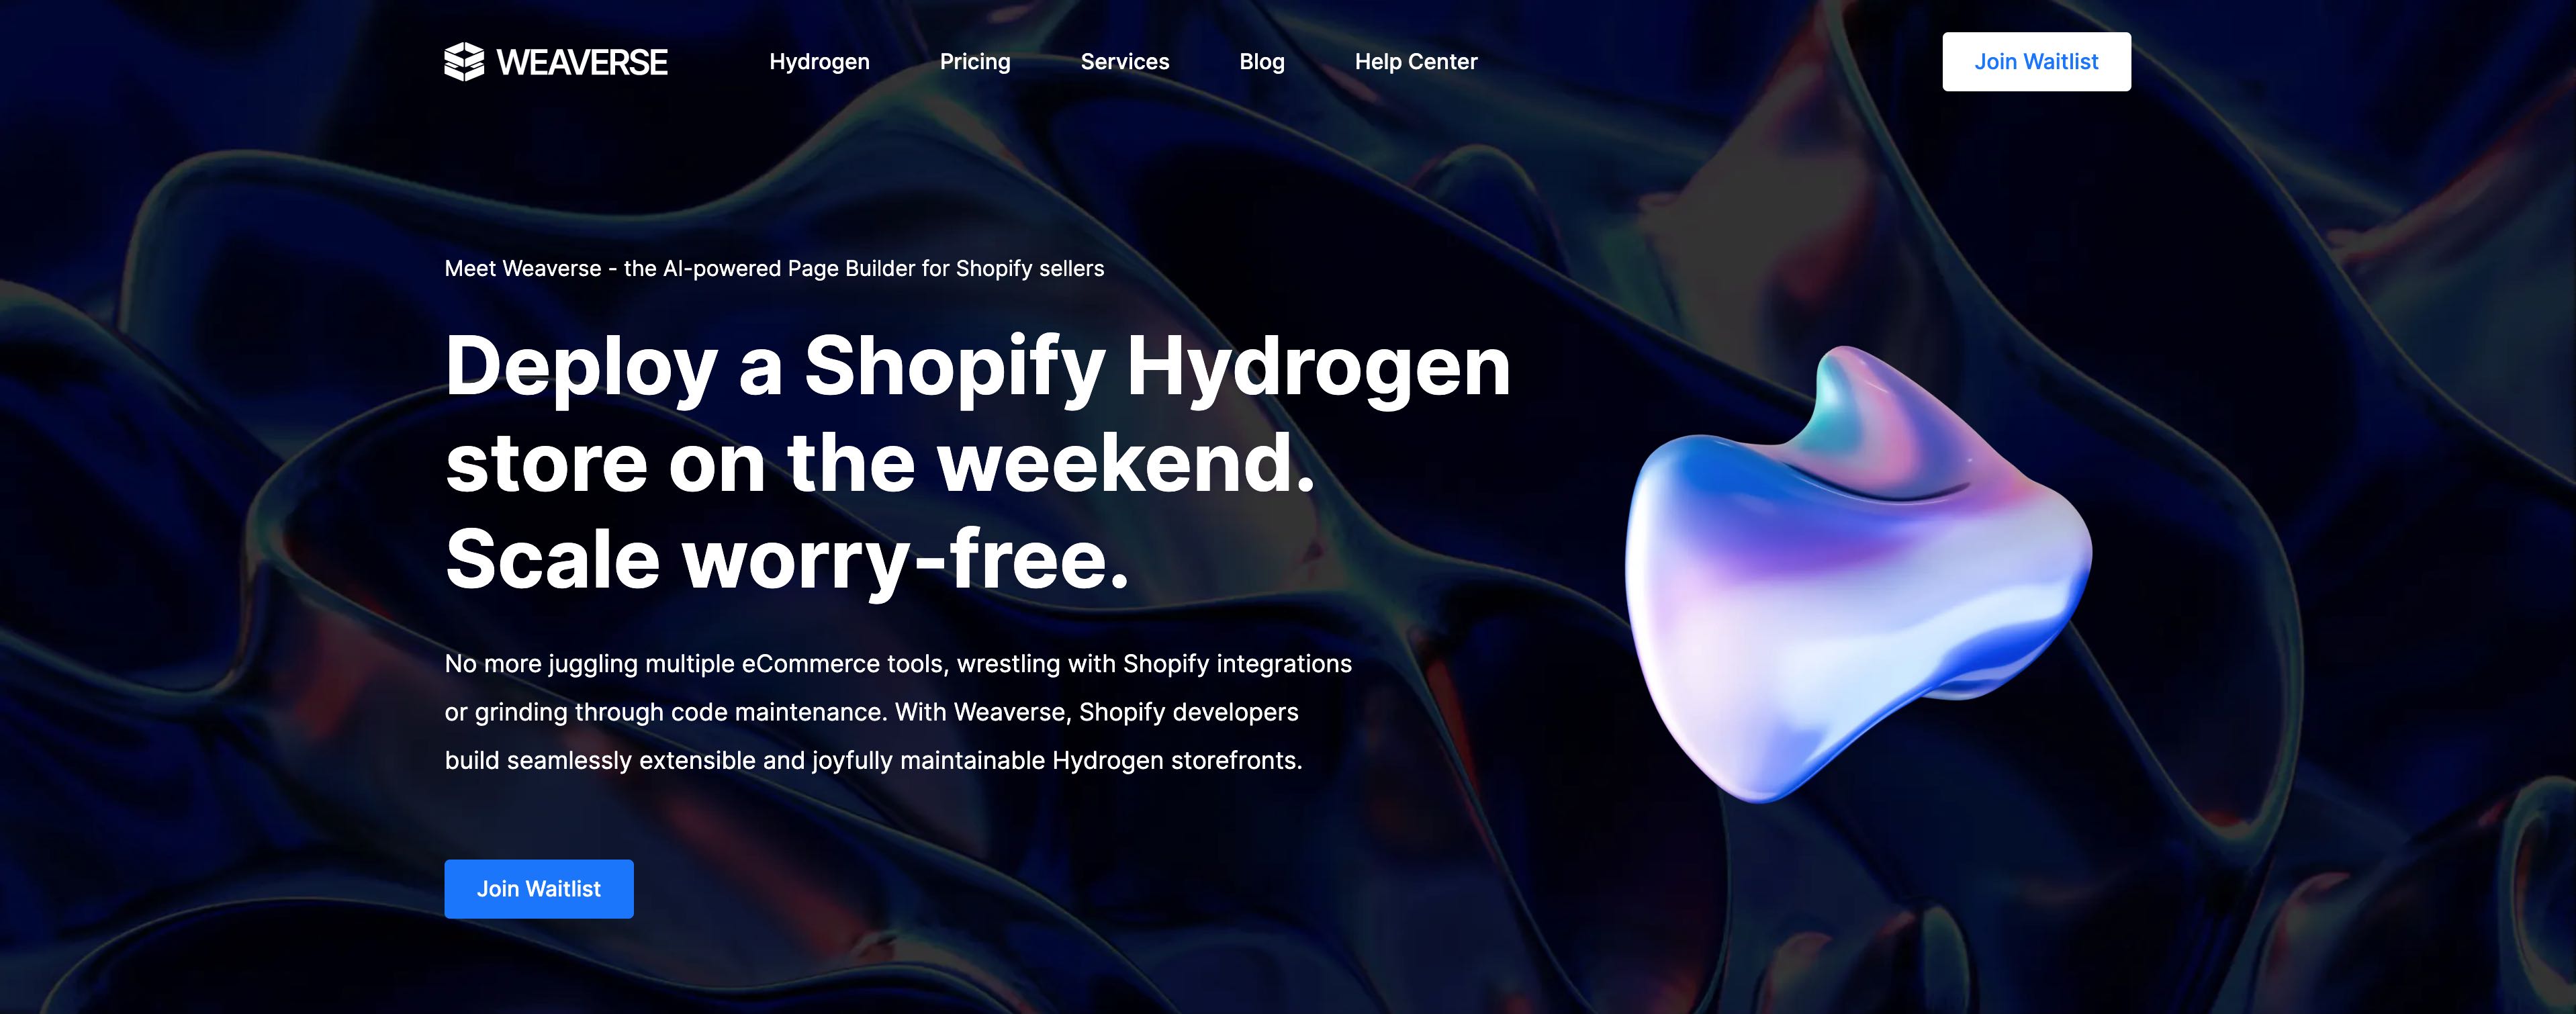 WEAVERSE
Hydrogen
Pricing
Services
Blog
Help Center
Join Waitlist
Meet Weaverse - the AI-powered Page Builder for Shopify sellers
Deploy a Shopify Hydrogen
store on the weekend.
Scale worry-free.
No more juggling multiple eCommerce tools, wrestling with Shopify integrations
or grinding through code maintenance. With Weaverse, Shopify developers
build seamlessly extensible and joyfully maintainable Hydrogen storefronts.
Join Waitlist